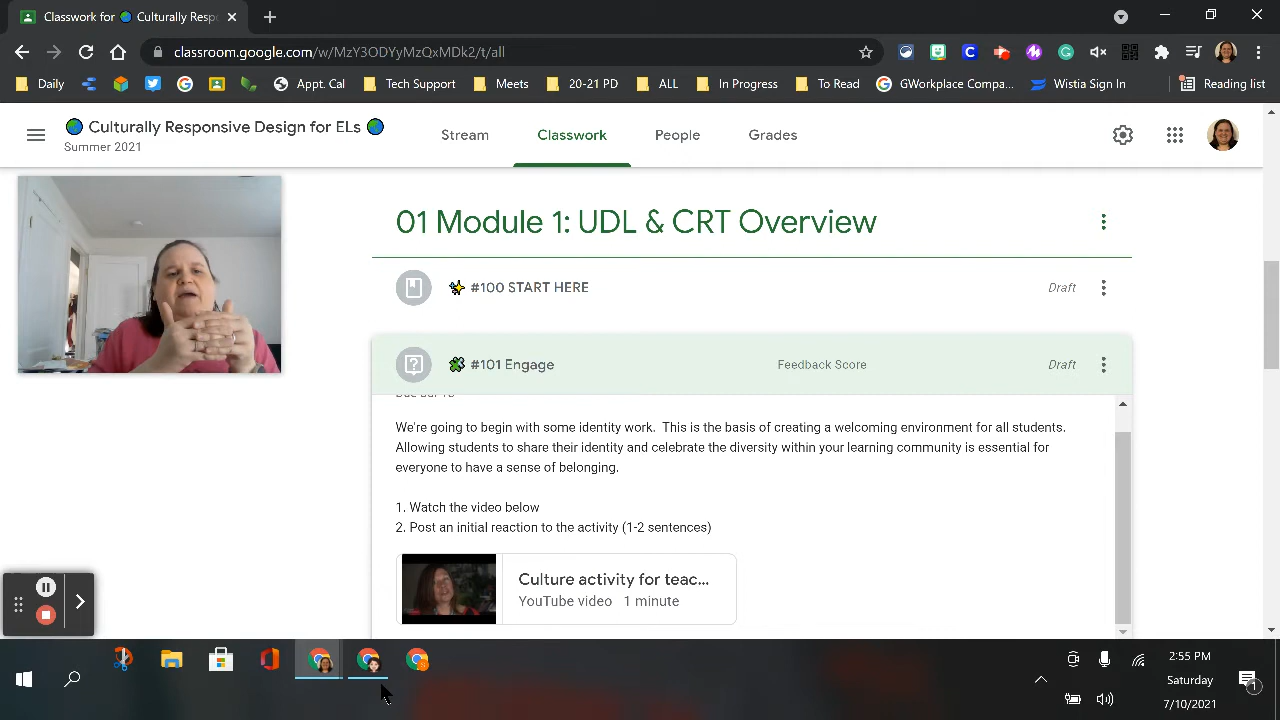 Classwork for 🌎 Culturally Resp
classroom.google.com/w/MzY3ODYyMzQxMDk2/t/all
Daily
Appt. Cal
Tech Support
Meets
20-21 PD
ALL
In Progress
To Read
GWorkplace Compa...
Wistia Sign In
Reading list
🌎 Culturally Responsive Design for ELs 🌎
Summer 2021
Stream
Classwork
People
Grades
01 Module 1: UDL & CRT Overview
✨ #100 START HERE
Draft
🧩 #101 Engage
Feedback Score
Draft
We're going to begin with some identity work. This is the basis of creating a welcoming environment for all students.
Allowing students to share their identity and celebrate the diversity within your learning community is essential for
everyone to have a sense of belonging.
1. Watch the video below
2. Post an initial reaction to the activity (1-2 sentences)
Culture activity for teac...
YouTube video 1 minute
2:55 PM
Saturday
7/10/2021
1